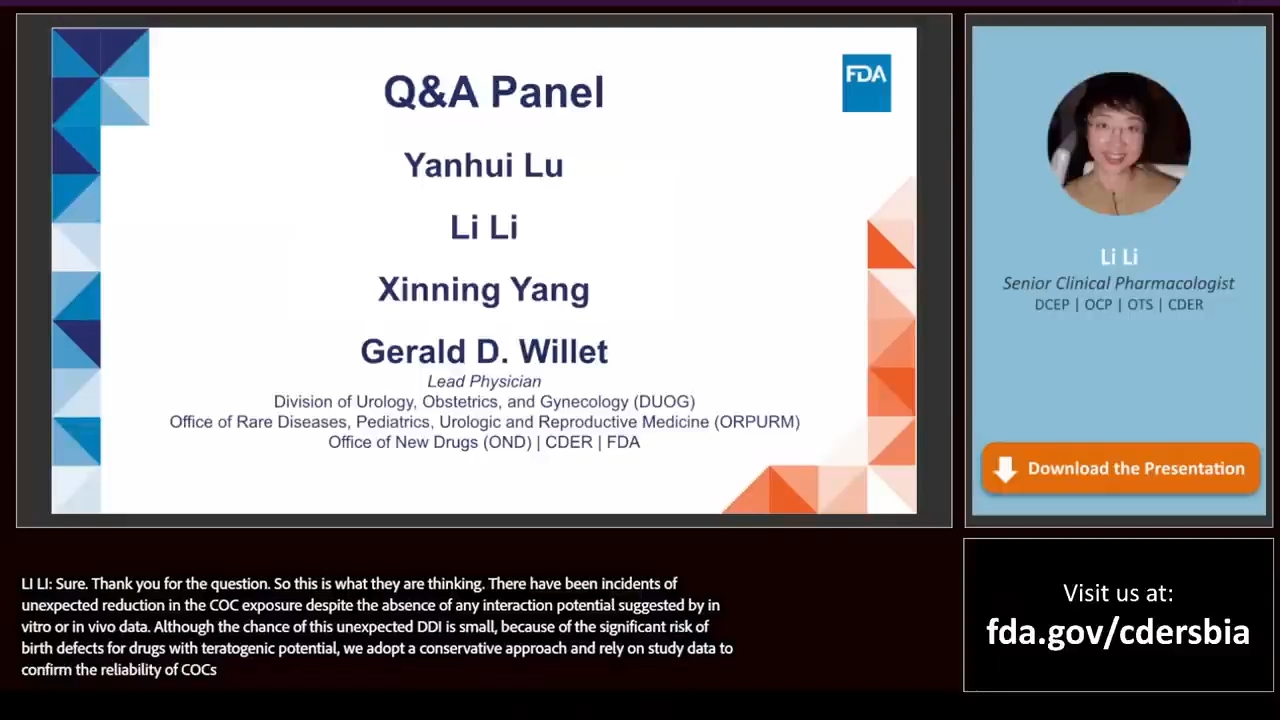 Q&A Panel
FDA
Yanhui Lu
Li Li
Xinning Yang
Gerald D. Willet
Lead Physician
Division of Urology, Obstetrics, and Gynecology (DUOG)
Office of Rare Diseases, Pediatrics, Urologic and Reproductive Medicine (ORPURM)
Office of New Drugs (OND) | CDER | FDA
Li Li
Senior Clinical Pharmacologist
DCEP | OCP | OTS | CDER
Download the Presentation
LI LI: Sure. Thank you for the question. So this is what they are thinking. There have been incidents of
unexpected reduction in the COC exposure despite the absence of any interaction potential suggested by in
vitro or in vivo data. Although the chance of this unexpected DDI is small, because of the significant risk of
birth defects for drugs with teratogenic potential, we adopt a conservative approach and rely on study data to
confirm the reliability of COCs
Visit us at:
fda.gov/cdersbia